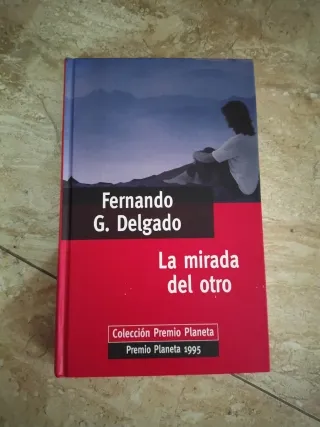 Fernando
G. Delgado
La mirada
del otro
Colección Premio Planeta
Premio Planeta 1995